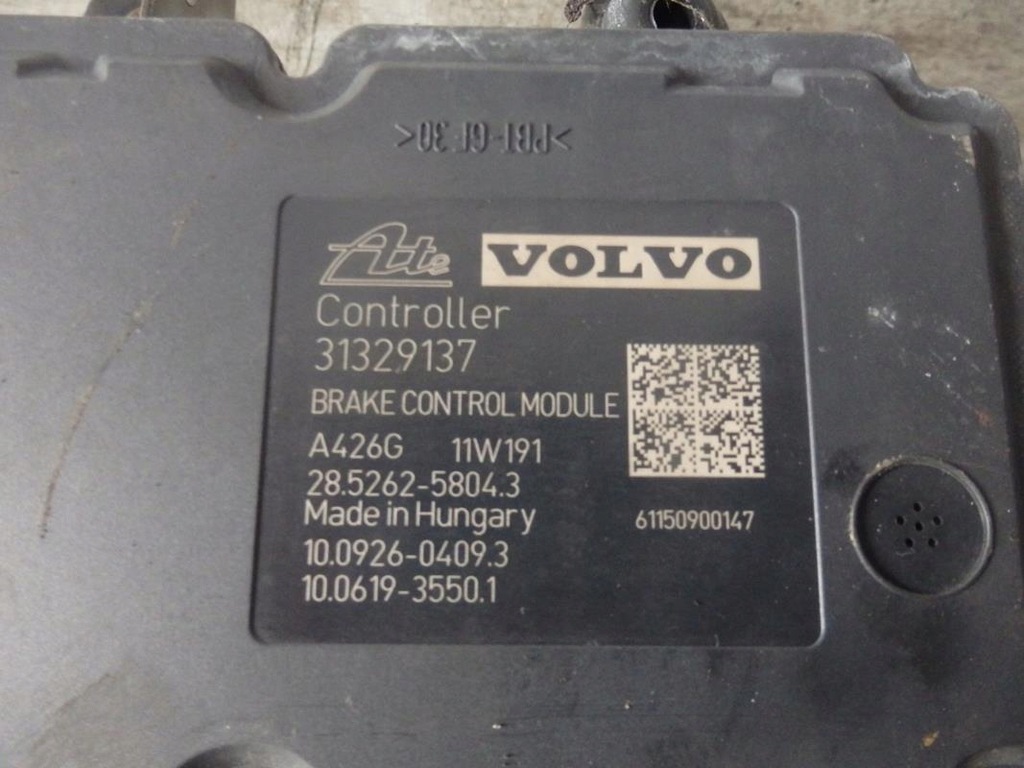 >PBT-GF 30<
Ate VOLVO
Controller
31329137
BRAKE CONTROL MODULE
A426G 11W191
28.5262-5804.3
Made in Hungary
61150900147
10.0926-0409.3
10.0619-3550.1